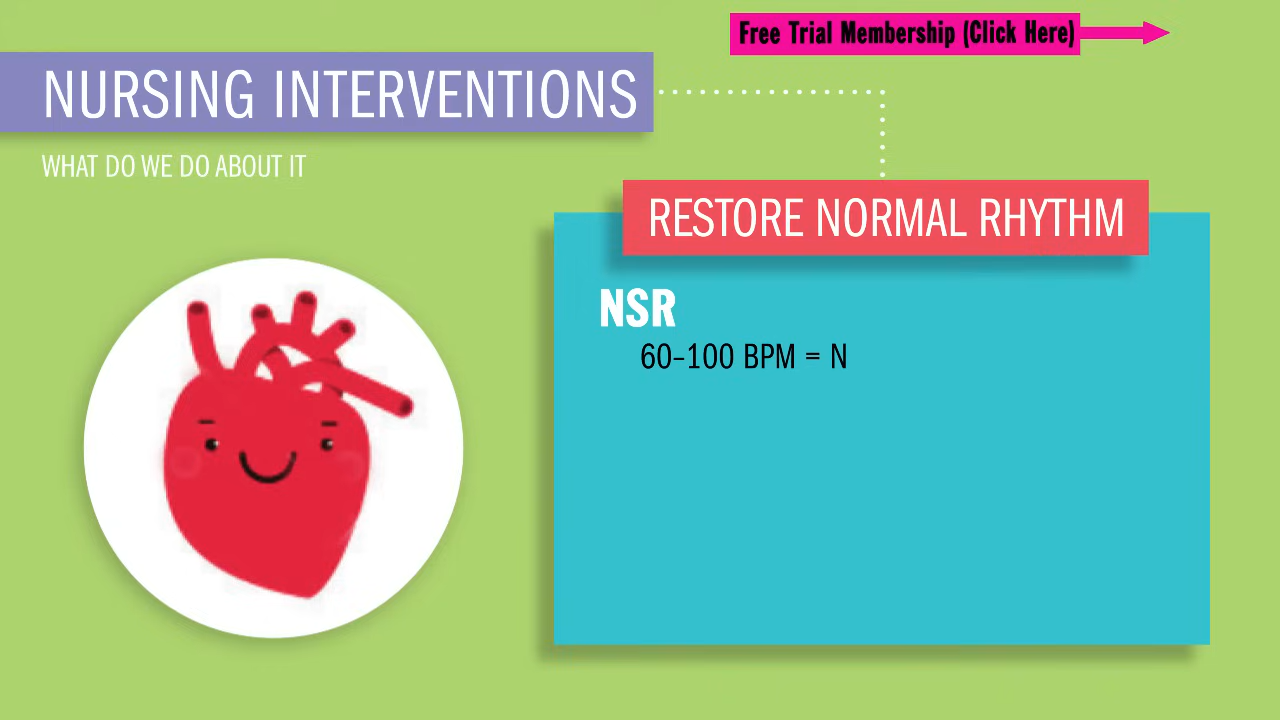 Free Trial Membership (Click Here)
NURSING INTERVENTIONS
WHAT DO WE DO ABOUT IT
RESTORE NORMAL RHYTHM
NSR
60–100 BPM = N